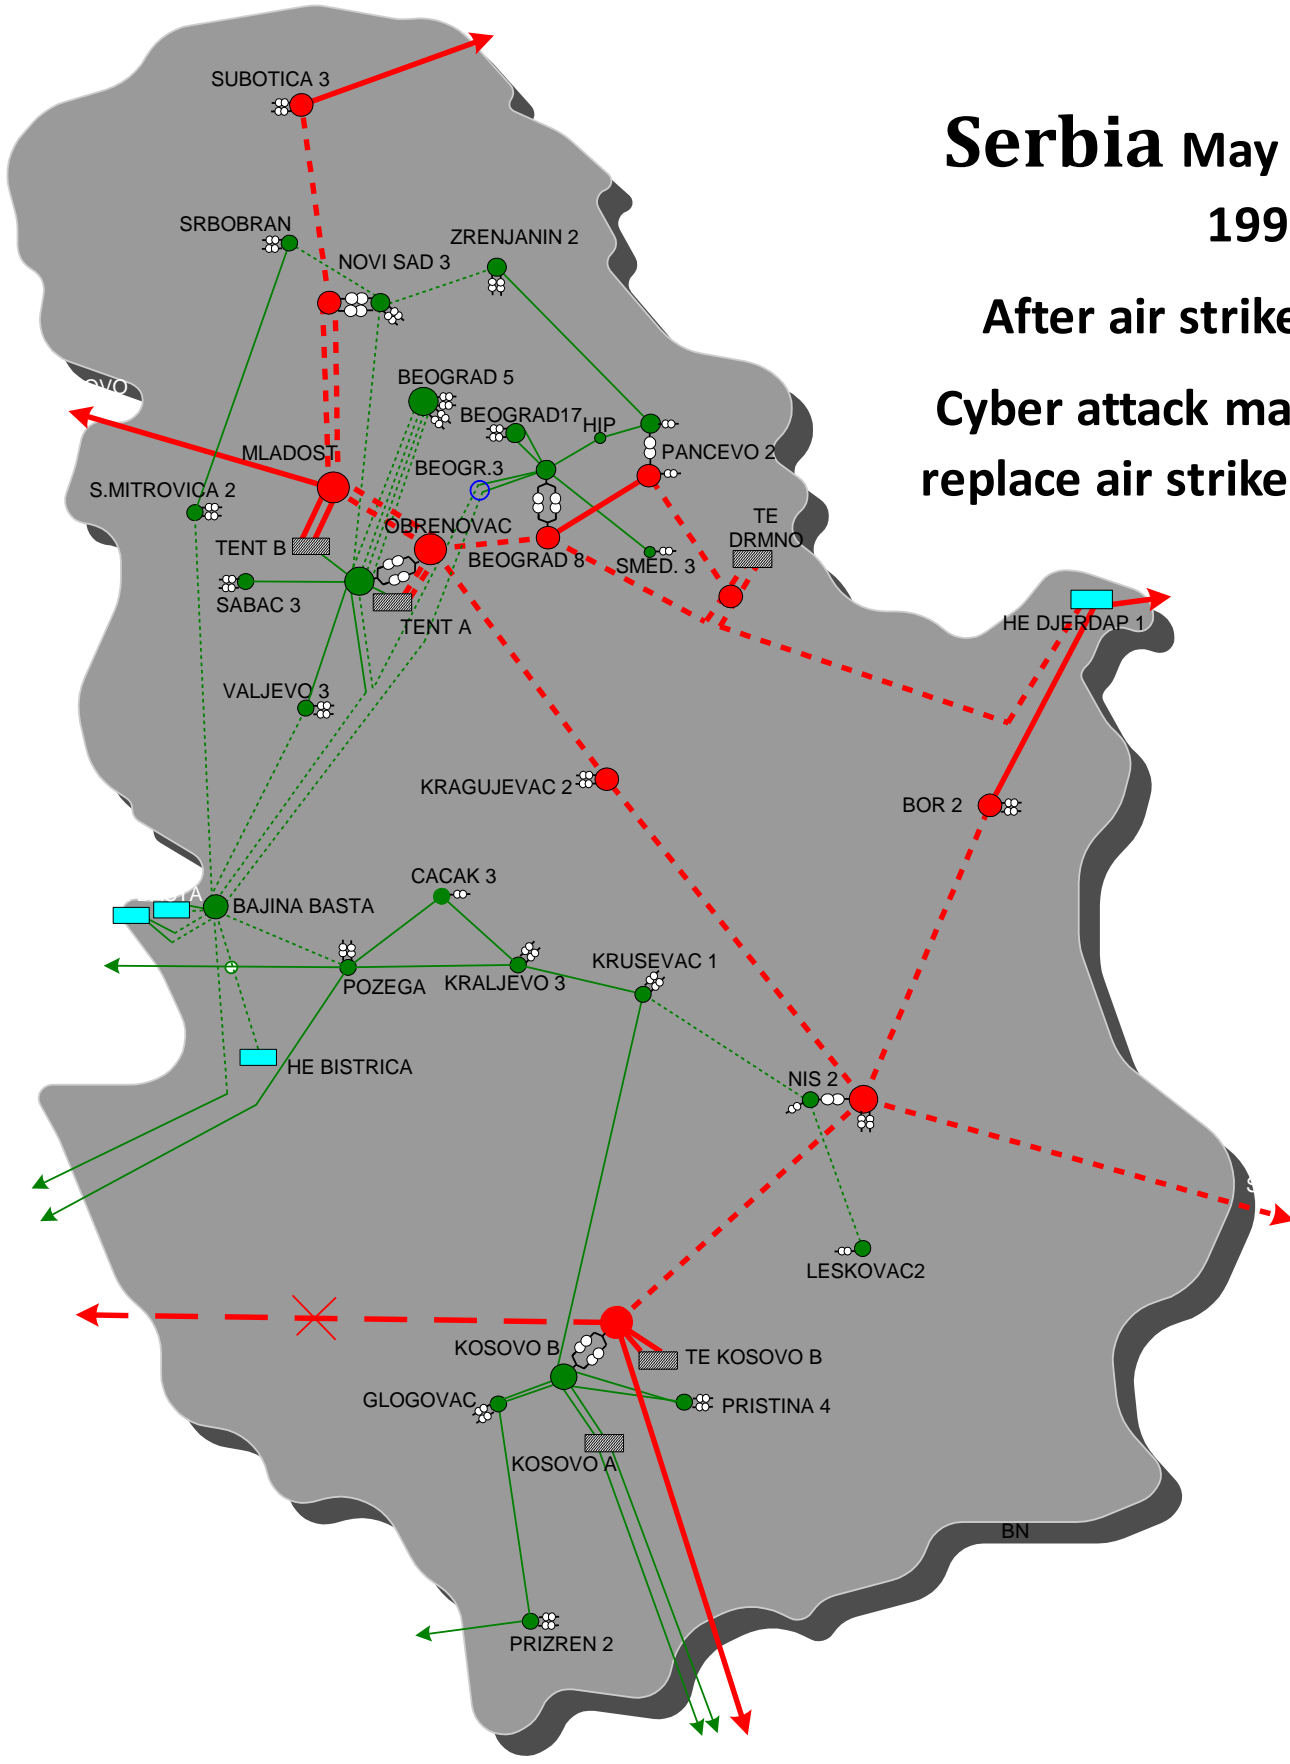 SUBOTICA 3
Serbia May
199
SRBOBRAN
ZRENJANIN 2
NOVI SAD 3
After air strike
BEOGRAD 5
OVO
BEOGRAD17
HIP
Cyber attack ma
MLADOST
BEOGR.3
PANCEVO 2
replace air strike
S.MITROVICA 2
TE
DRMNO
OBRENOVAC
TENT B
BEOGRAD 8
SMED. 3
SABAC 3
TENT A
HE DJERDAP 1
VALJEVO 3
KRAGUJEVAC 2
BOR 2
CACAK 3
BAJINA BASTA
KRUSEVAC 1
POZEGA
KRALJEVO 3
HE BISTRICA
NIS 2
S
LESKOVAC2
KOSOVO B
TE KOSOVO B
GLOGOVAC
PRISTINA 4
KOSOVO A
BN
PRIZREN 2